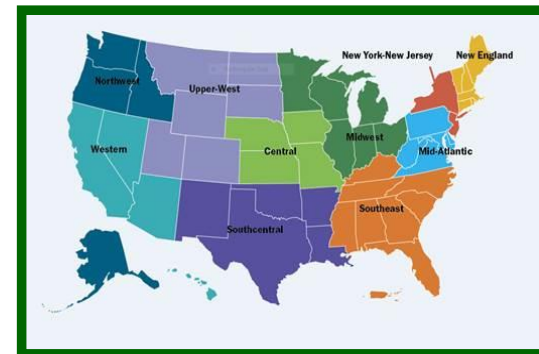 New York-New Jersey
New England
Northwest
Upper-West
Midwest
Western
Central
Mid-Atlantic
Southeast
Southcentral